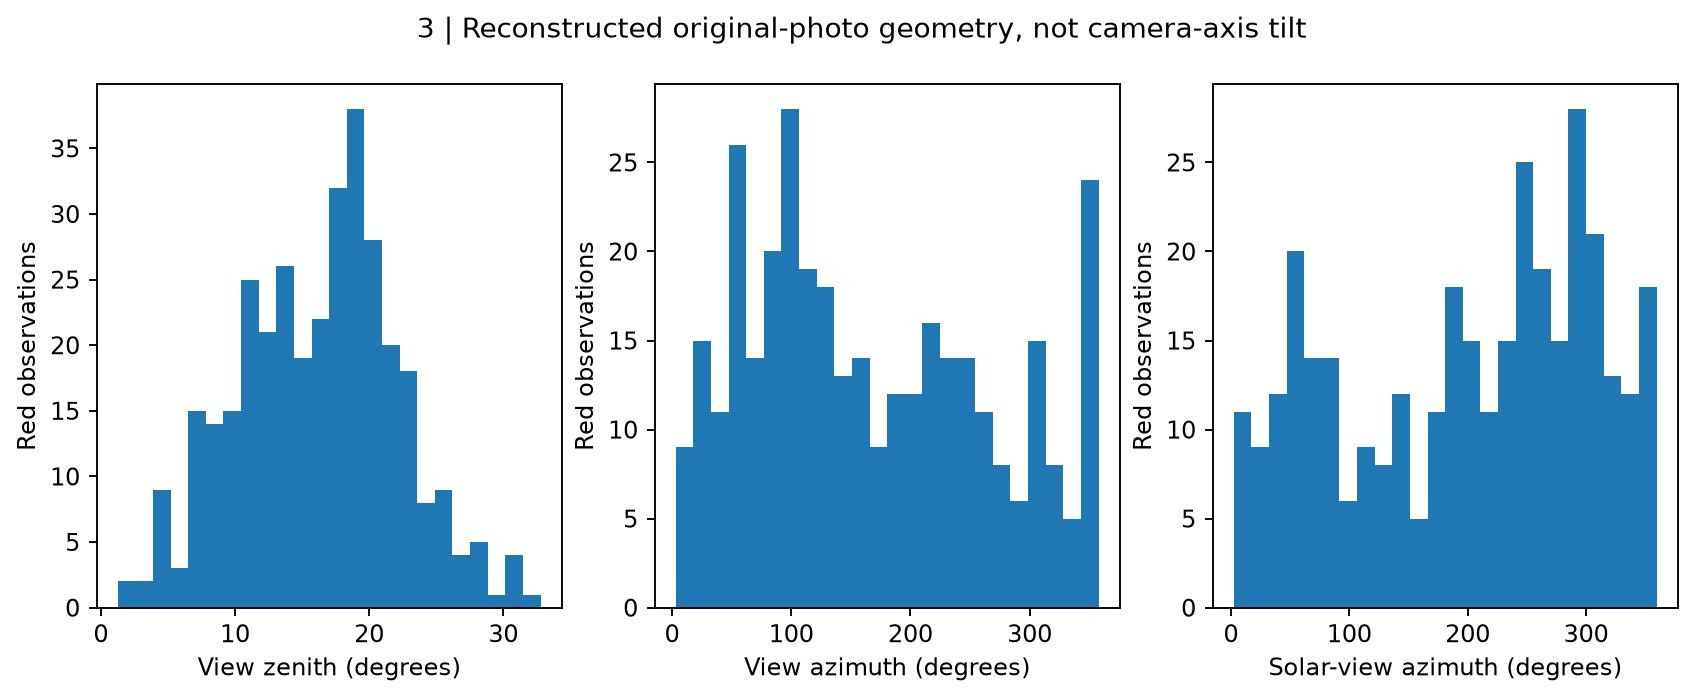 3 | Reconstructed original-photo geometry, not camera-axis tilt
Red observations
35
30
25
20
15
10
5
0
0 10 20 30
View zenith (degrees)
Red observations
25
20
15
10
5
0
0 100 200 300
View azimuth (degrees)
Red observations
25
20
15
10
5
0
0 100 200 300
Solar-view azimuth (degrees)